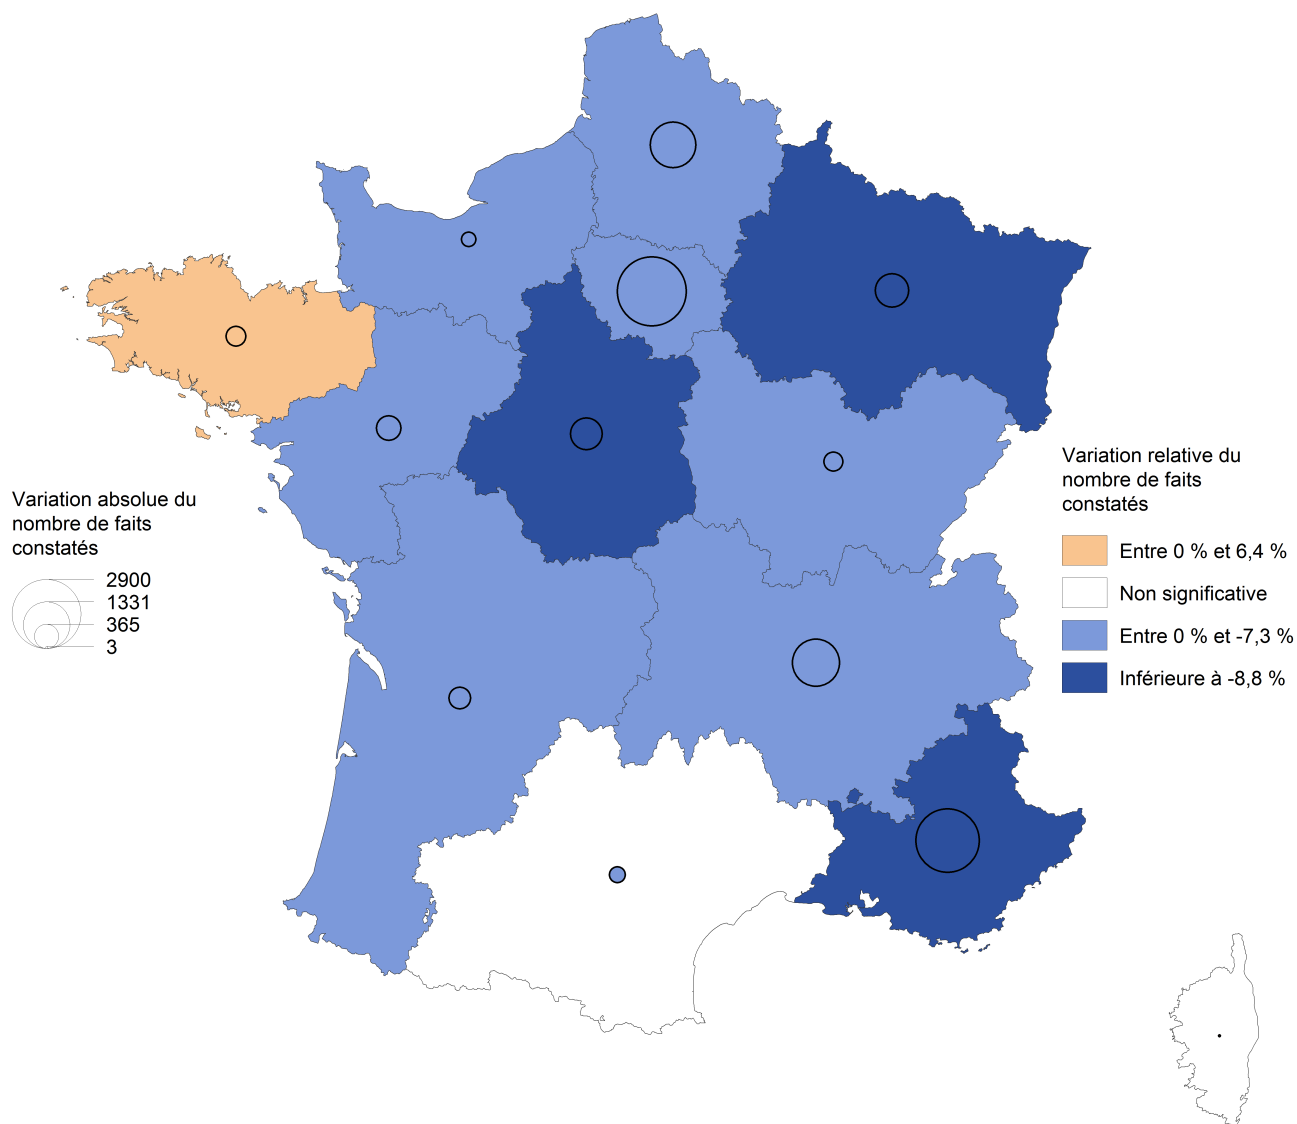 Variation absolue du
nombre de faits
constatés
2900
1331
365
3
Variation relative du
nombre de faits
constatés
Entre 0 % et 6,4 %
Non significative
Entre 0 % et -7,3 %
Inférieure à -8,8 %